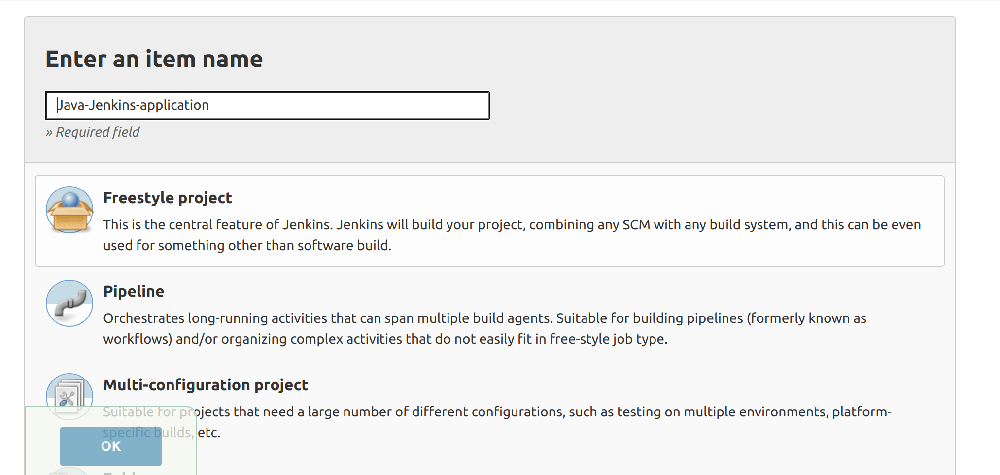 Enter an item name
Java-Jenkins-application
» Required field
Freestyle project
This is the central feature of Jenkins. Jenkins will build your project, combining any SCM with any build system, and this can be even
used for something other than software build.
Pipeline
Orchestrates long-running activities that can span multiple build agents. Suitable for building pipelines (formerly known as
workflows) and/or organizing complex activities that do not easily fit in free-style job type.
Multi-configuration project
Suitable for projects that need a large number of different configurations, such as testing on multiple environments, platform-
specific builds, etc.
OK